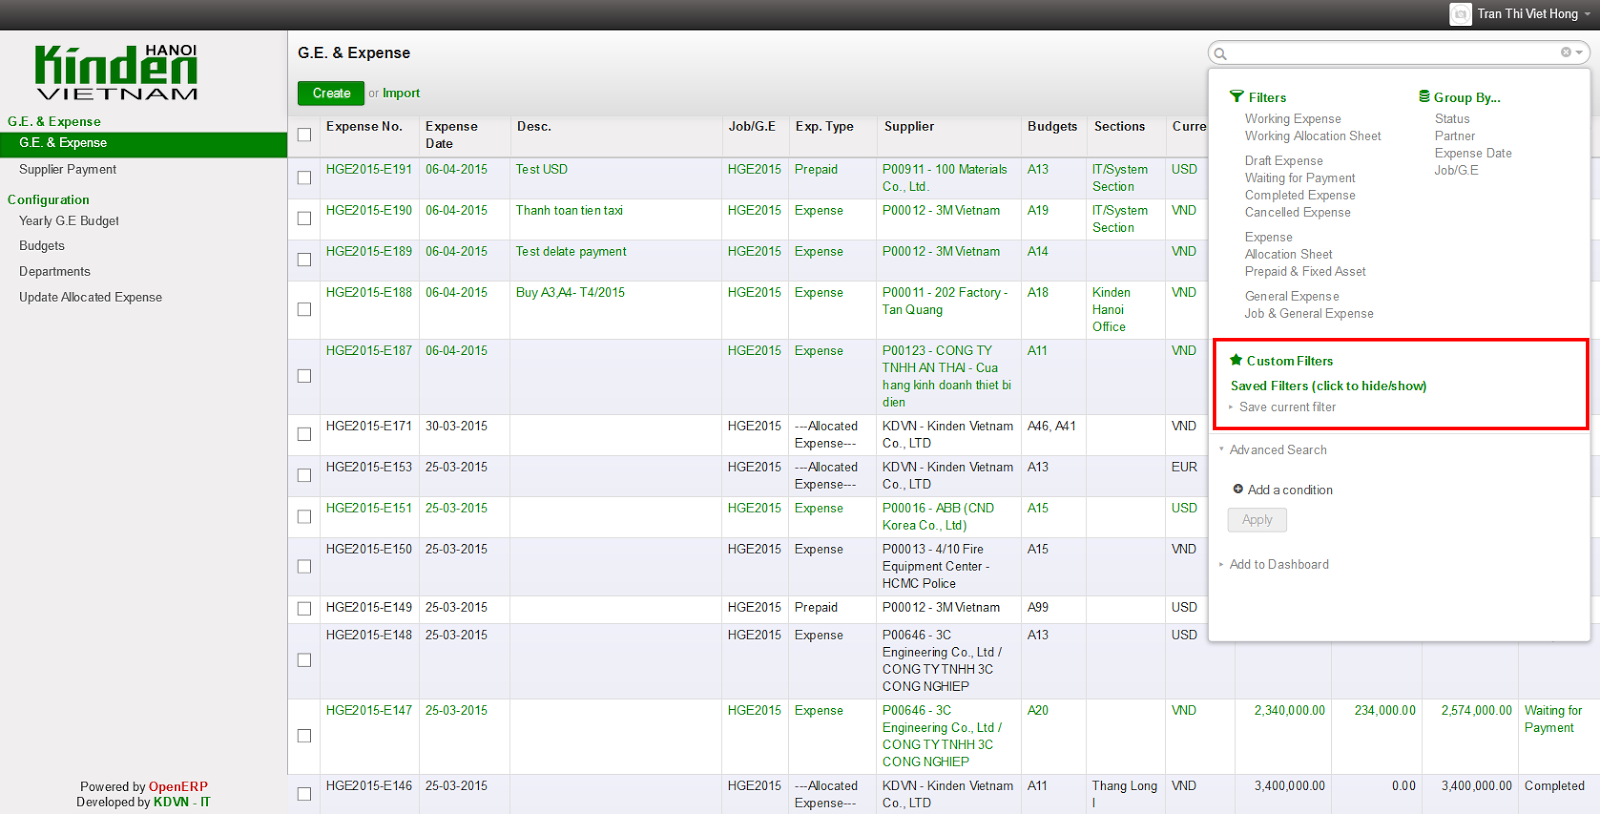 Tran Thi Viet Hong
Kinden
HANOI
VIETNAM
G.E. & Expense
G.E. & Expense
Supplier Payment
Configuration
Yearly G.E Budget
Budgets
Departments
Update Allocated Expense
Powered by OpenERP
Developed by KDVN - IT
G.E. & Expense
Create or Import
Expense No. Expense Desc. Job/G.E Exp. Type Supplier Budgets Sections Curre
Date
HGE2015-E191 06-04-2015 Test USD HGE2015 Prepaid P00911 - 100 Materials A13 IT/System USD
Co., Ltd. Section
HGE2015-E190 06-04-2015 Thanh toan tien taxi HGE2015 Expense P00012 - 3M Vietnam A19 IT/System VND
Section
HGE2015-E189 06-04-2015 Test delate payment HGE2015 Expense P00012 - 3M Vietnam A14 VND
HGE2015-E188 06-04-2015 Buy A3,A4- T4/2015 HGE2015 Expense P00011 - 202 Factory - A18 Kinden VND
Tan Quang Hanoi
Office
HGE2015-E187 06-04-2015 HGE2015 Expense P00123 - CONG TY A11 VND
TNHH AN THAI - Cua
hang kinh doanh thiet bi
dien
HGE2015-E171 30-03-2015 HGE2015 ---Allocated KDVN - Kinden Vietnam A46, A41 VND
Expense--- Co., LTD
HGE2015-E153 25-03-2015 HGE2015 ---Allocated KDVN - Kinden Vietnam A13 EUR
Expense--- Co., LTD
HGE2015-E151 25-03-2015 HGE2015 Expense P00016 - ABB (CND A15 USD
Korea Co., Ltd)
HGE2015-E150 25-03-2015 HGE2015 Expense P00013 - 4/10 Fire A15 VND
Equipment Center -
HCMC Police
HGE2015-E149 25-03-2015 HGE2015 Prepaid P00012 - 3M Vietnam A99 USD
HGE2015-E148 25-03-2015 HGE2015 Expense P00646 - 3C A13 USD
Engineering Co., Ltd /
CONG TY TNHH 3C
CONG NGHIEP
HGE2015-E147 25-03-2015 HGE2015 Expense P00646 - 3C A20 VND 2,340,000.00 234,000.00 2,574,000.00 Waiting for
Engineering Co., Ltd / Payment
CONG TY TNHH 3C
CONG NGHIEP
HGE2015-E146 25-03-2015 HGE2015 ---Allocated KDVN - Kinden Vietnam A11 Thang Long VND 3,400,000.00 0.00 3,400,000.00 Completed
Expense--- Co., LTD I
Filters
Working Expense
Working Allocation Sheet
Draft Expense
Waiting for Payment
Completed Expense
Cancelled Expense
Expense
Allocation Sheet
Prepaid & Fixed Asset
General Expense
Job & General Expense
Group By...
Status
Partner
Expense Date
Job/G.E
Custom Filters
Saved Filters (click to hide/show)
Save current filter
Advanced Search
Add a condition
Apply
Add to Dashboard